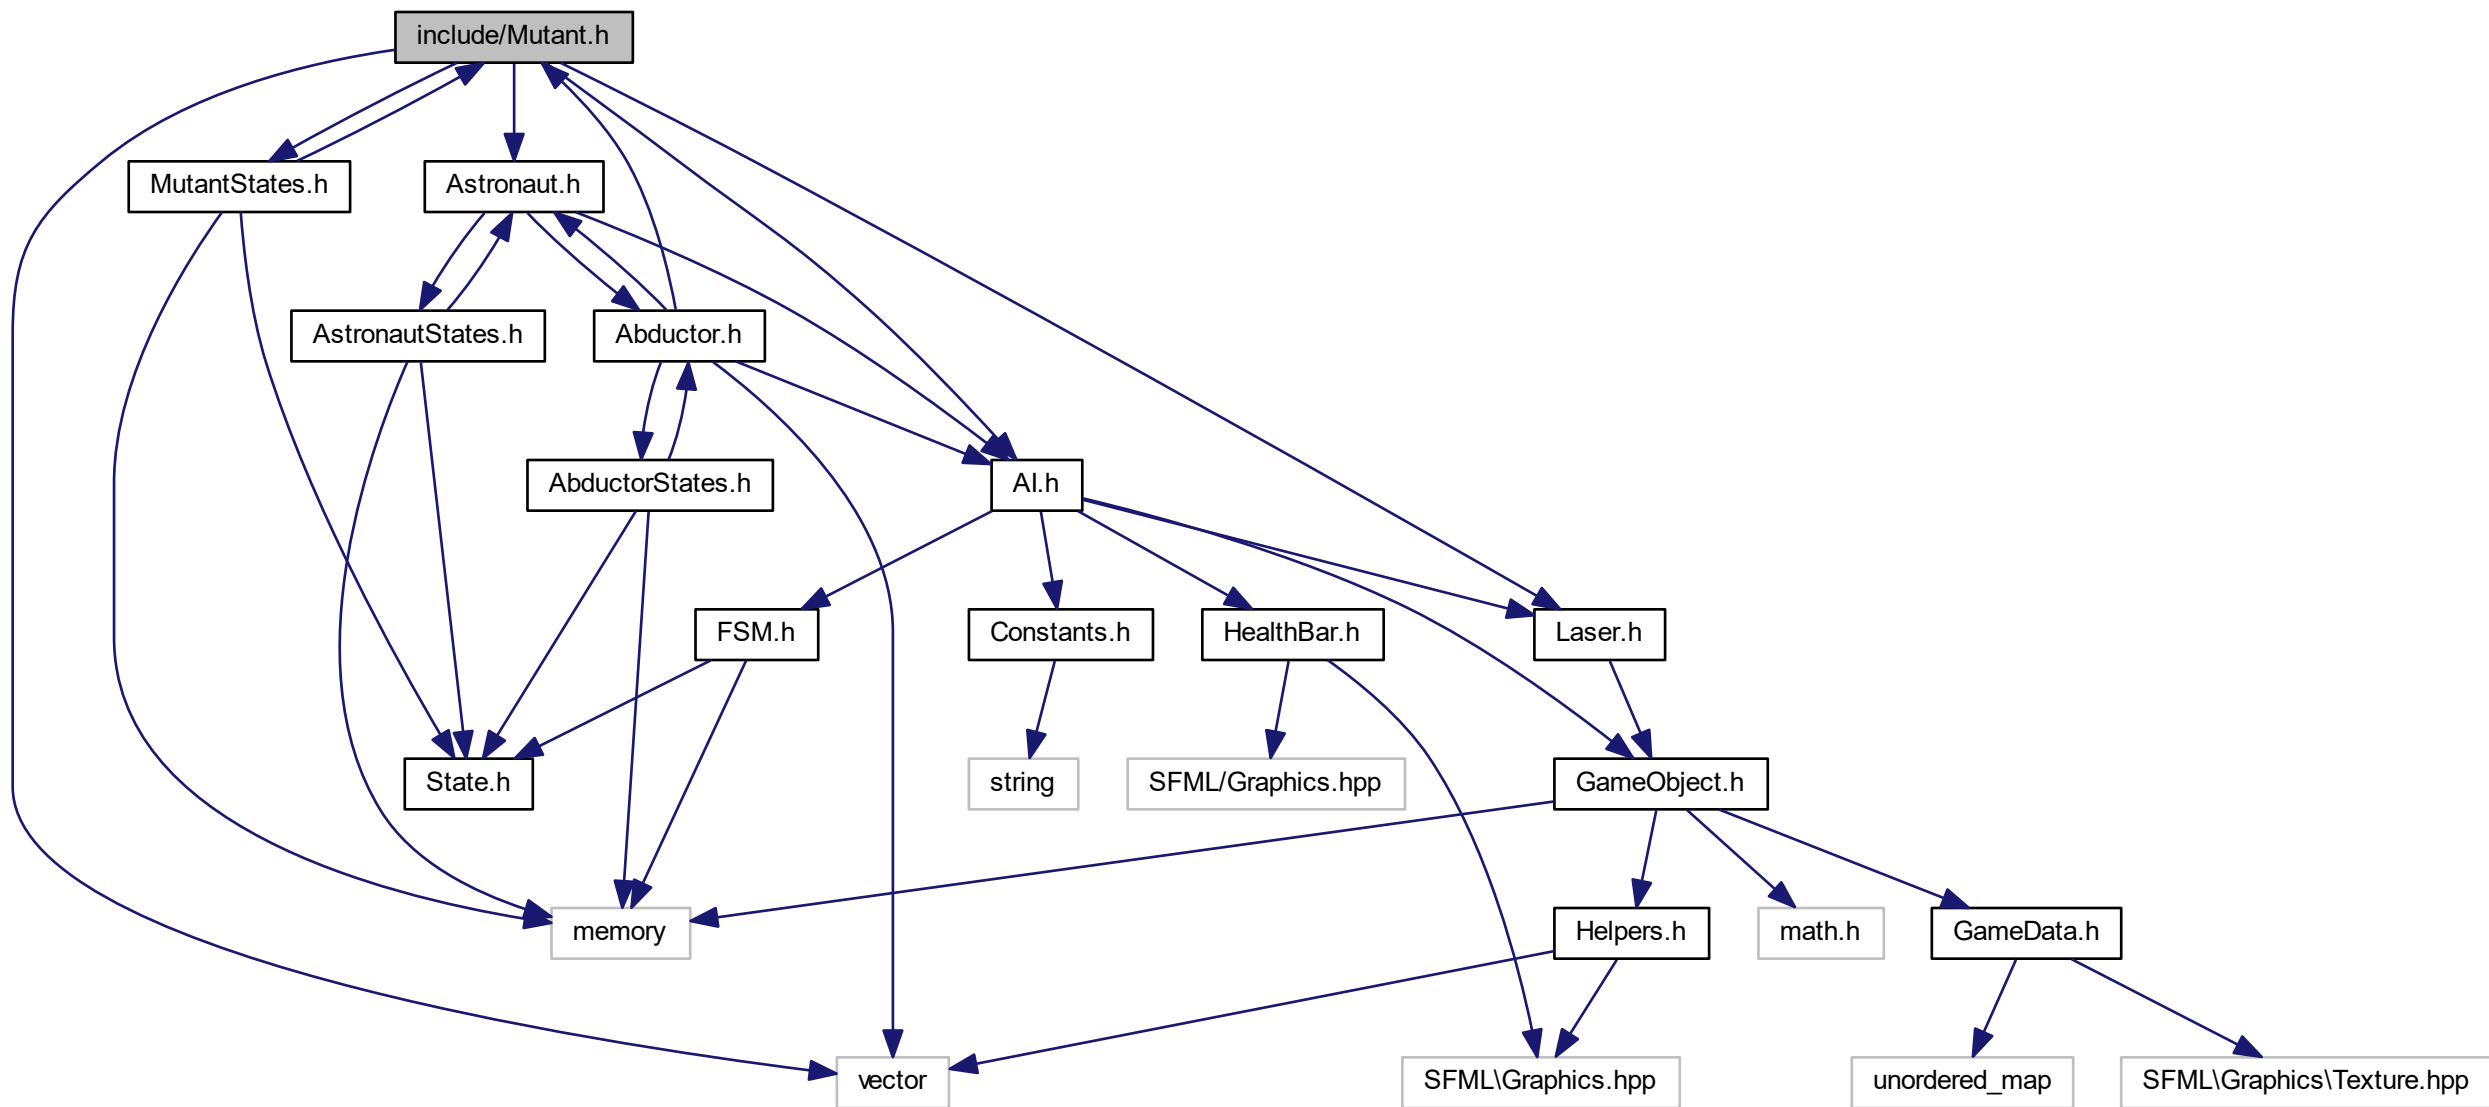 include/Mutant.h
MutantStates.h
Astronaut.h
AstronautStates.h
Abductor.h
AbductorStates.h
AI.h
FSM.h
Constants.h
HealthBar.h
Laser.h
State.h
string
SFML/Graphics.hpp
GameObject.h
memory
Helpers.h
math.h
GameData.h
vector
SFML\Graphics.hpp
unordered_map
SFML\Graphics\Texture.hpp